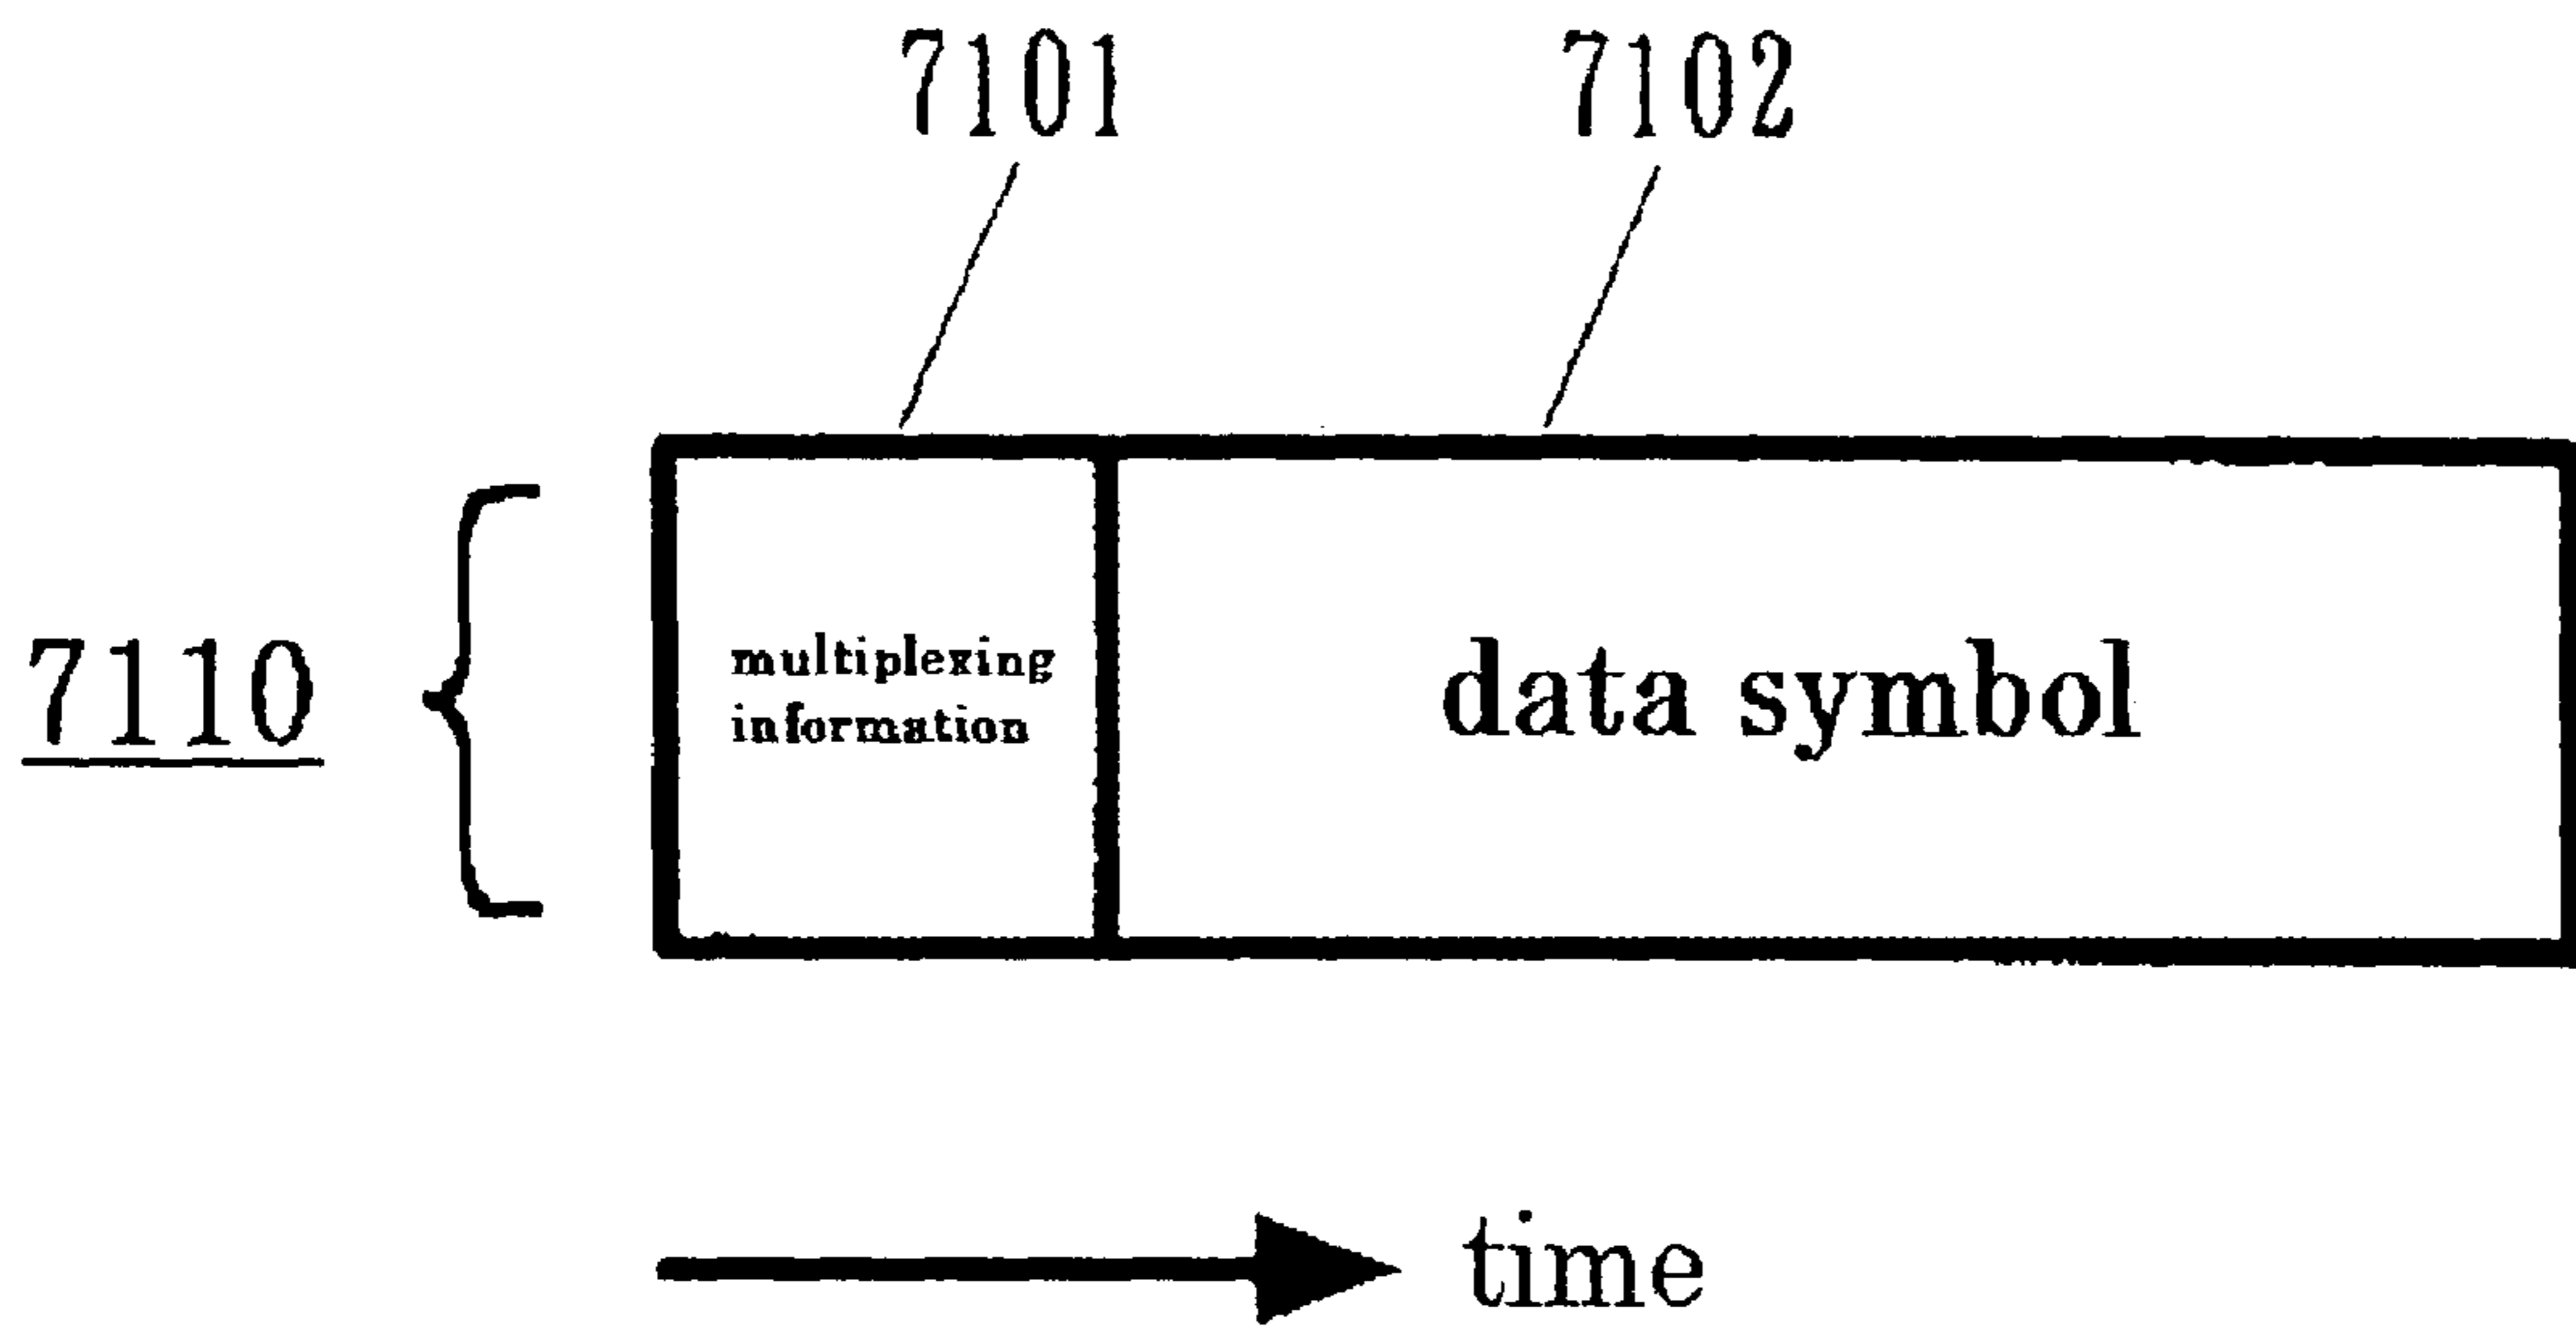 7101
7102
7110
multiplexing
information
data symbol
time